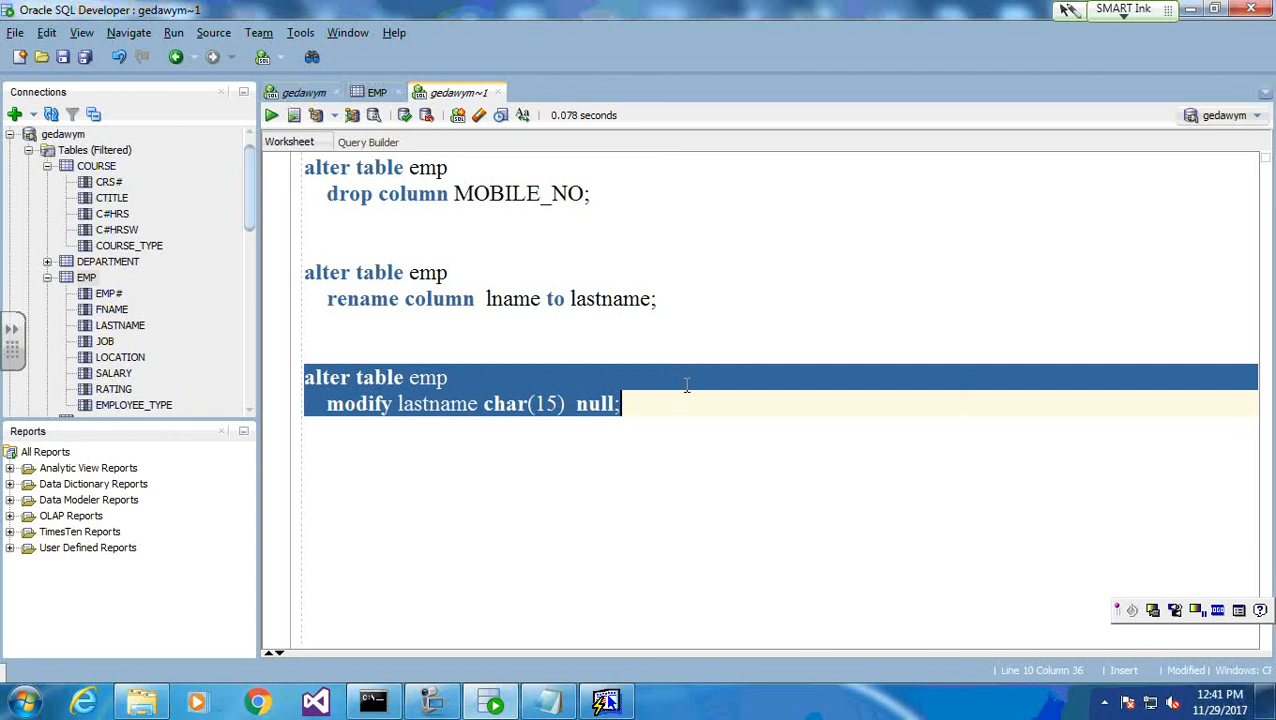 Oracle SQL Developer : gedawym~1
SMART Ink
File Edit View Navigate Run Source Team Tools Window Help
Connections
gedawym EMP gedawym~1
0.078 seconds
gedawym
gedawym
Worksheet Query Builder
Tables (Filtered)
COURSE
CRS#
CTITLE
C#HRS
C#HRSW
COURSE_TYPE
DEPARTMENT
EMP
EMP#
FNAME
LASTNAME
JOB
LOCATION
SALARY
RATING
EMPLOYEE_TYPE
alter table emp
drop column MOBILE_NO;
alter table emp
rename column lname to lastname;
alter table emp
modify lastname char(15) null;
Reports
All Reports
Analytic View Reports
Data Dictionary Reports
Data Modeler Reports
OLAP Reports
TimesTen Reports
User Defined Reports
Line 10 Column 36 Insert Modified Windows: CF
12:41 PM
11/29/2017